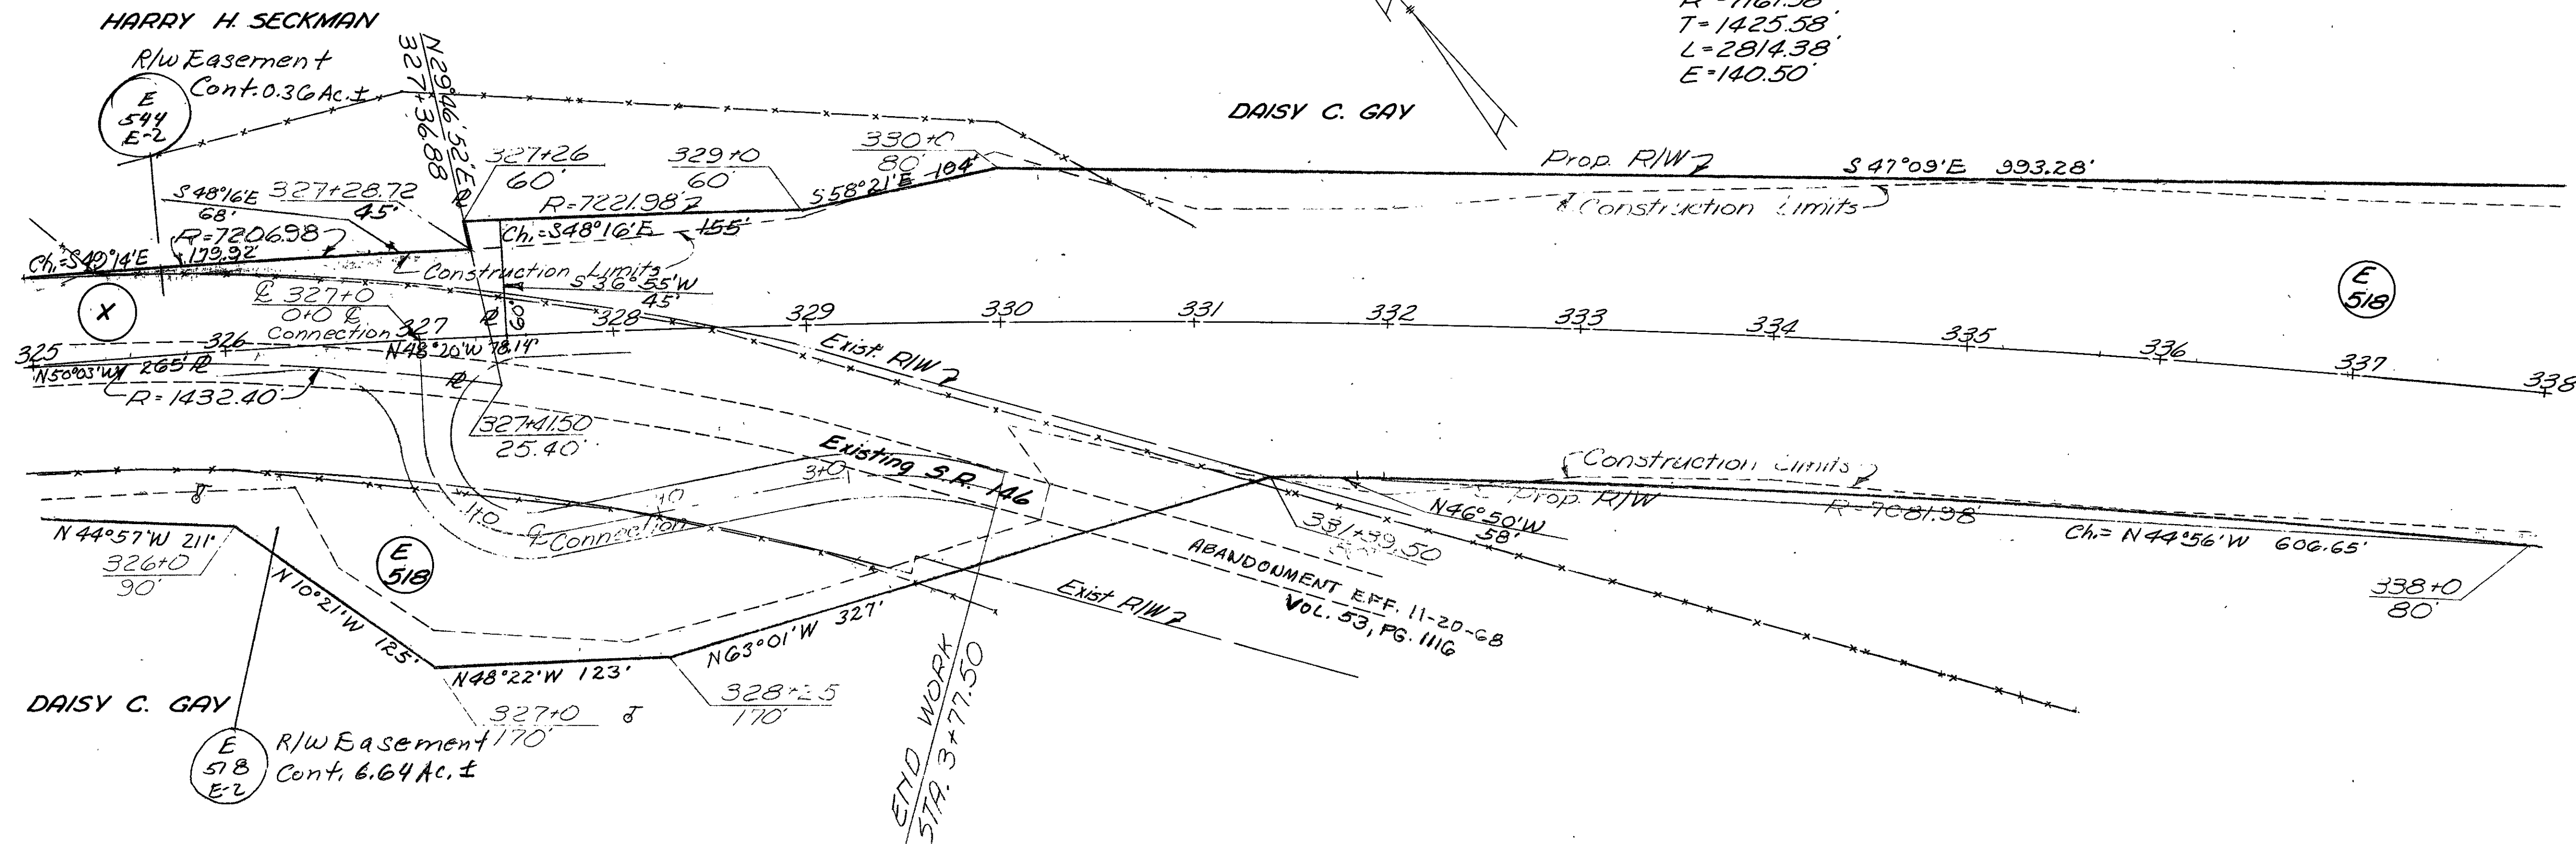 HARRY H. SECKMAN
R/W Easement
Cont. 0.36 Ac. ±
E
544
E-2
N29°46'52"E
327+36.88
T=1425.58'
L=2814.38'
E=140.50'
DAISY C. GAY
327+26
60'
329+0
60'
330+0
80'
S58°21'E 104'
R=7221.98'
Ch.=S48°16'E 155'
Prop. R/W
S47°09'E 993.28'
Construction Limits
S48°16'E
68'
327+28.72
45'
R=7206.98
Ch.=S49°14'E 179.92'
Construction Limits
S36°55'W
45'
60'
X
℄ 327+0
0+0 ℄
Connection
E
518
325
326
327
328
329
330
331
332
333
334
335
336
337
338
N48°20'W 78.14'
N50°03'W 265'
R=1432.40'
327+41.50
25.40'
Exist. R/W
Existing S.R. 146
3+0
1+0
℄ Connection
Construction Limits
Prop. R/W
R=7081.98'
N46°50'W
58'
331+39.50
Ch.= N44°56'W 606.65'
338+0
80'
N44°57'W 211'
326+0
90'
N10°21'W 125'
E
518
N48°22'W 123'
327+0
170'
N63°01'W 327'
328+25
170'
ABANDONMENT EFF. 11-20-68
VOL. 53, PG. 1116
Exist R/W
END WORK
STA. 3+77.50
DAISY C. GAY
E
518
E-2
R/W Easement
Cont. 6.64 Ac. ±